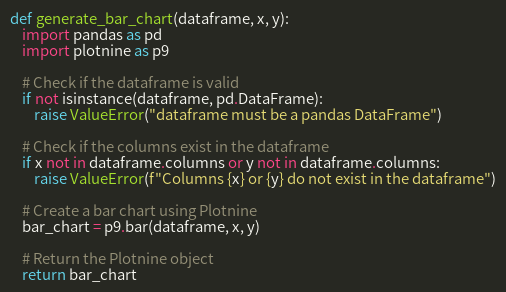 def generate_bar_chart(dataframe, x, y):
    import pandas as pd
    import plotnine as p9

    # Check if the dataframe is valid
    if not isinstance(dataframe, pd.DataFrame):
        raise ValueError("dataframe must be a pandas DataFrame")

    # Check if the columns exist in the dataframe
    if x not in dataframe.columns or y not in dataframe.columns:
        raise ValueError(f"Columns {x} or {y} do not exist in the dataframe")

    # Create a bar chart using Plotnine
    bar_chart = p9.bar(dataframe, x, y)

    # Return the Plotnine object
    return bar_chart